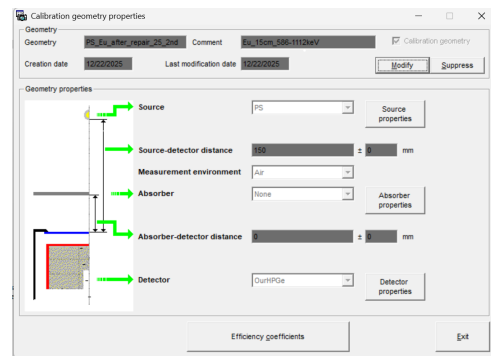 Calibration geometry properties
Geometry
Geometry PS_Eu_after_repair_25_2nd Comment Eu_15cm_586-1112keV Calibration geometry
Creation date 12/22/2025 Last modification date 12/22/2025 Modify Suppress
Geometry properties
Source PS Source properties
Source-detector distance 150 ± 0 mm
Measurement environment Air
Absorber None Absorber properties
Absorber-detector distance 0 ± 0 mm
Detector OurHPGe Detector properties
Efficiency coefficients Exit